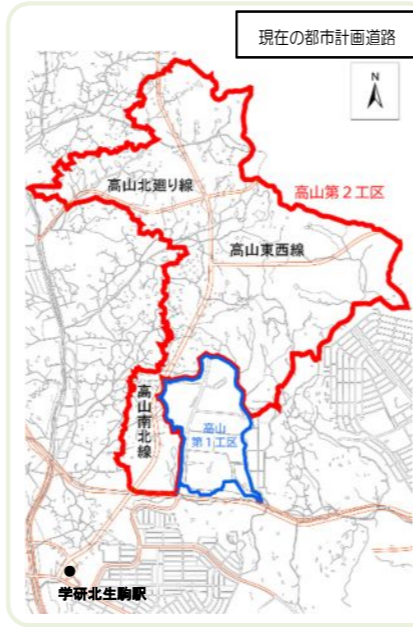 現在の都市計画道路
N
高山北廻り線
高山第２工区
高山東西線
高山南北線
高山
第１工区
学研北生駒駅